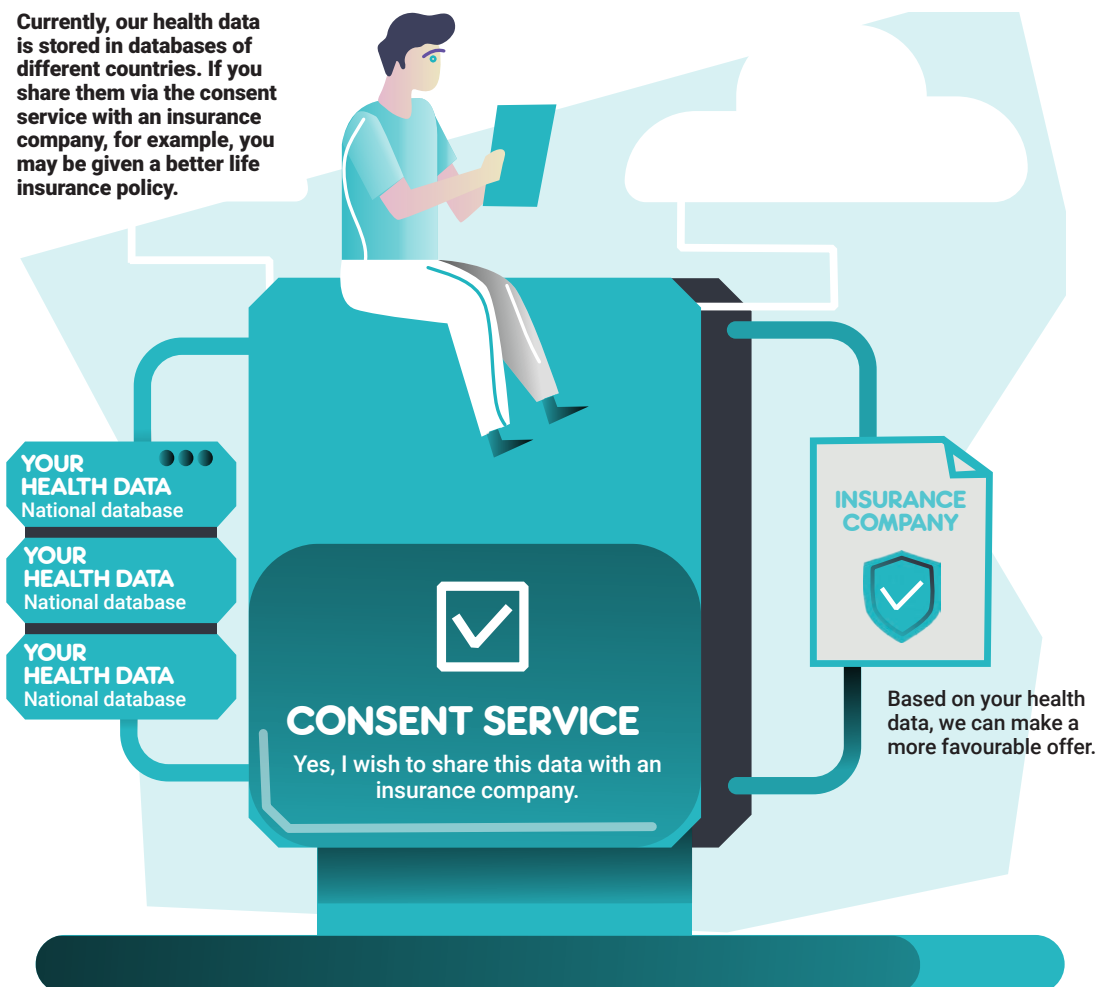 Currently, our health data
is stored in databases of
different countries. If you
share them via the consent
service with an insurance
company, for example, you
may be given a better life
insurance policy.
YOUR
HEALTH DATA
National database
YOUR
HEALTH DATA
National database
YOUR
HEALTH DATA
National database
CONSENT SERVICE
Yes, I wish to share this data with an
insurance company.
INSURANCE
COMPANY
Based on your health
data, we can make a
more favourable offer.